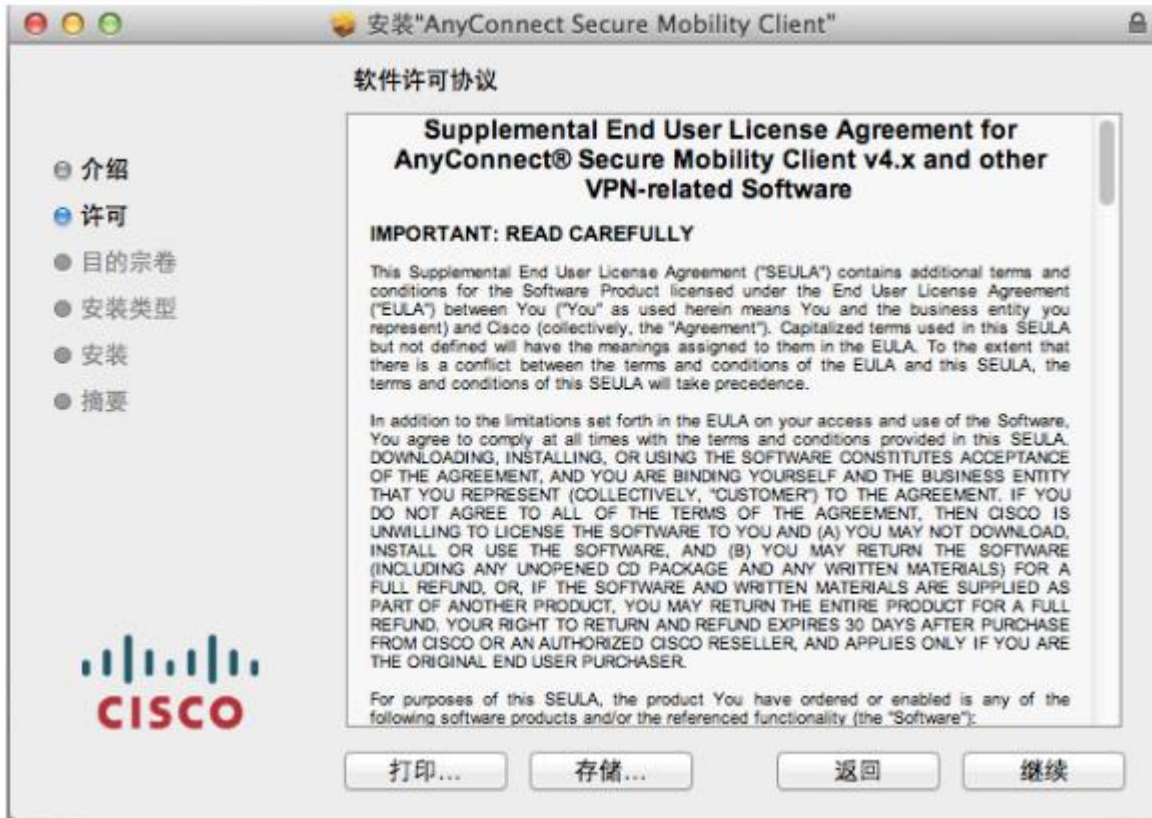 安装"AnyConnect Secure Mobility Client"
软件许可协议
介绍
许可
目的宗卷
安装类型
安装
摘要
CISCO
Supplemental End User License Agreement for
AnyConnect® Secure Mobility Client v4.x and other
VPN-related Software
IMPORTANT: READ CAREFULLY
This Supplemental End User License Agreement ("SEULA") contains additional terms and
conditions for the Software Product licensed under the End User License Agreement
("EULA") between You ("You" as used herein means You and the business entity you
represent) and Cisco (collectively, the "Agreement"). Capitalized terms used in this SEULA
but not defined will have the meanings assigned to them in the EULA. To the extent that
there is a conflict between the terms and conditions of the EULA and this SEULA, the
terms and conditions of this SEULA will take precedence.
In addition to the limitations set forth in the EULA on your access and use of the Software,
You agree to comply at all times with the terms and conditions provided in this SEULA.
DOWNLOADING, INSTALLING, OR USING THE SOFTWARE CONSTITUTES ACCEPTANCE
OF THE AGREEMENT, AND YOU ARE BINDING YOURSELF AND THE BUSINESS ENTITY
THAT YOU REPRESENT (COLLECTIVELY, "CUSTOMER") TO THE AGREEMENT. IF YOU
DO NOT AGREE TO ALL OF THE TERMS OF THE AGREEMENT, THEN CISCO IS
UNWILLING TO LICENSE THE SOFTWARE TO YOU AND (A) YOU MAY NOT DOWNLOAD,
INSTALL OR USE THE SOFTWARE, AND (B) YOU MAY RETURN THE SOFTWARE
(INCLUDING ANY UNOPENED CD PACKAGE AND ANY WRITTEN MATERIALS) FOR A
FULL REFUND, OR, IF THE SOFTWARE AND WRITTEN MATERIALS ARE SUPPLIED AS
PART OF ANOTHER PRODUCT, YOU MAY RETURN THE ENTIRE PRODUCT FOR A FULL
REFUND. YOUR RIGHT TO RETURN AND REFUND EXPIRES 30 DAYS AFTER PURCHASE
FROM CISCO OR AN AUTHORIZED CISCO RESELLER, AND APPLIES ONLY IF YOU ARE
THE ORIGINAL END USER PURCHASER.
For purposes of this SEULA, the product You have ordered or enabled is any of the
following software products and/or the referenced functionality (the "Software"):
打印...
存储...
返回
继续